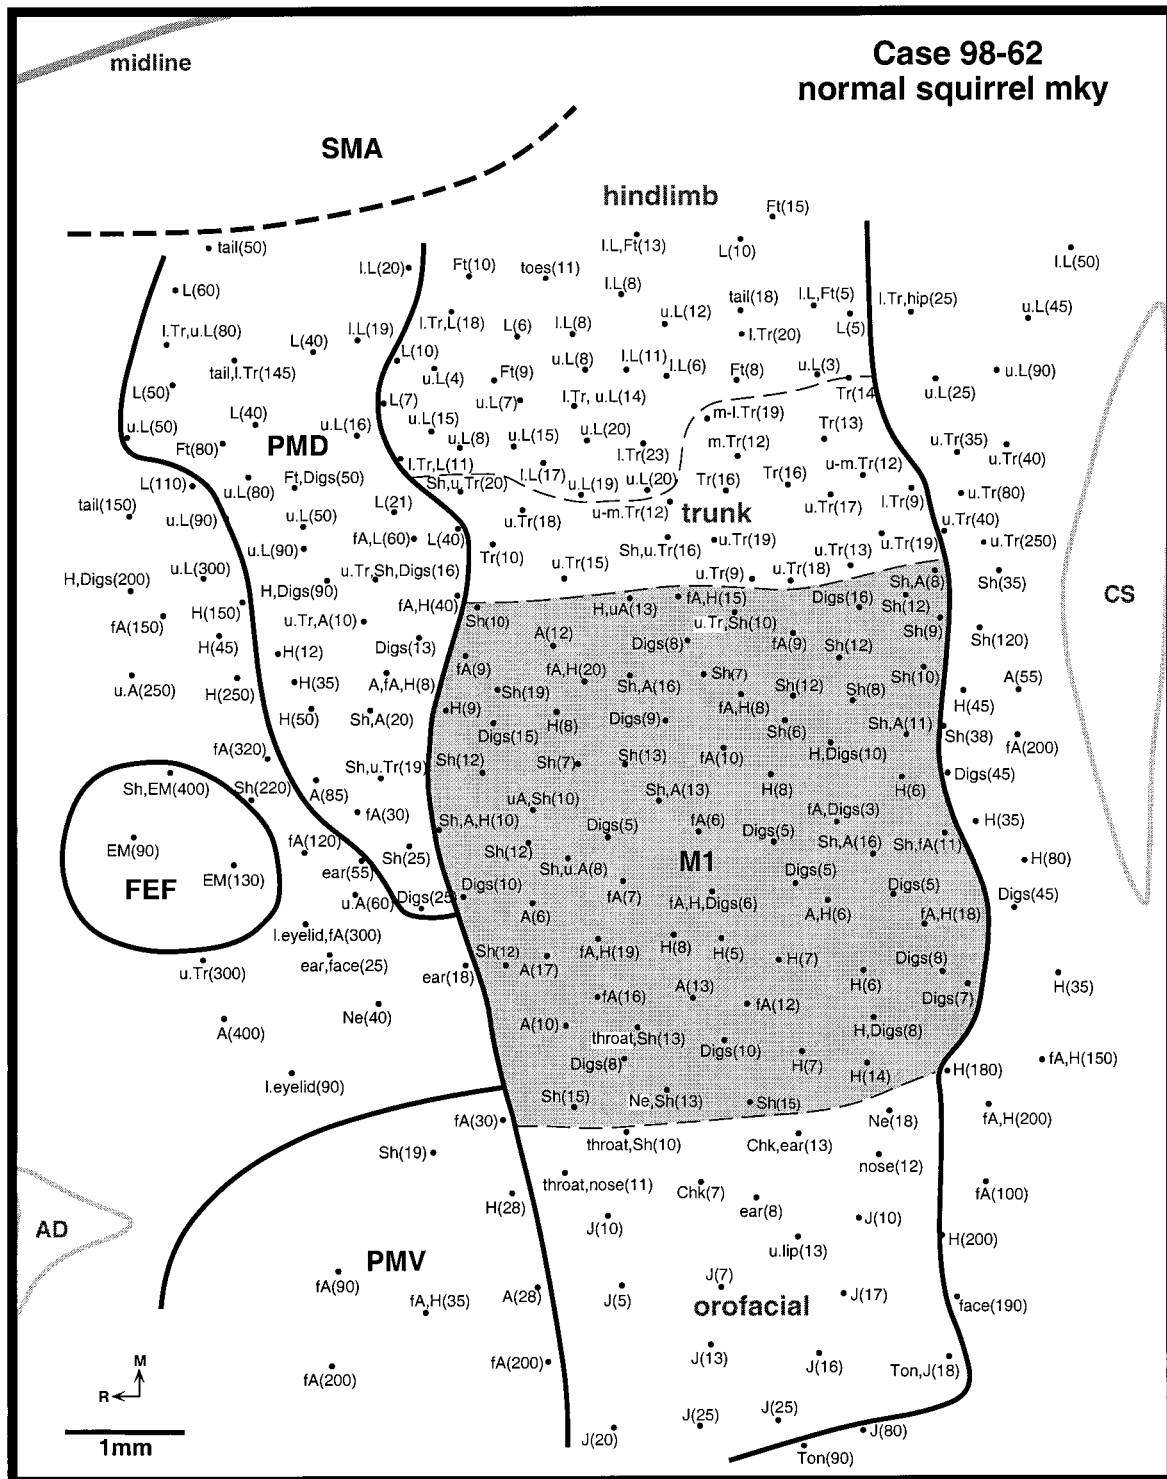 Case 98-62
normal squirrel mky
midline
SMA
hindlimb
Ft(15)
tail(50)
l.L,Ft(13)
L(10)
l.L(50)
l.L(20)
Ft(10)
toes(11)
L(60)
l.L(8)
tail(18)
l.L,Ft(5)
l.Tr,hip(25)
u.L(45)
l.Tr,u.L(80)
L(40)
l.L(19)
l.Tr,L(18)
L(6)
l.L(8)
u.L(12)
l.Tr(20)
L(5)
tail,l.Tr(145)
L(10)
u.L(4)
Ft(9)
u.L(8)
l.L(11)
l.L(6)
Ft(8)
u.L(3)
Tr(14
u.L(25)
u.L(90)
L(50)
L(7)
u.L(7)
l.Tr, u.L(14)
m-l.Tr(19)
L(40)
u.L(50)
PMD
u.L(16)
u.L(15)
u.L(8)
u.L(15)
u.L(20)
l.Tr(23)
m.Tr(12)
Tr(13)
u.Tr(35)
u.Tr(40)
Ft(80)
l.Tr,L(11)
l.L(17)
u-m.Tr(12)
L(110)
u.L(80)
Ft,Digs(50)
Sh,u.Tr(20)
u.L(19)
u.L(20)
Tr(16)
Tr(16)
l.Tr(9)
u.Tr(80)
tail(150)
u.L(90)
u.L(50)
L(21)
u.Tr(18)
u-m.Tr(12)
trunk
u.Tr(17)
u.Tr(40)
fA,L(60)
L(40)
Tr(10)
Sh,u.Tr(16)
u.Tr(19)
u.Tr(13)
u.Tr(19)
u.Tr(250)
u.L(90)
u.L(300)
u.Tr,Sh,Digs(16)
u.Tr(15)
u.Tr(9)
u.Tr(18)
H,Digs(200)
H,Digs(90)
Sh,A(8)
Sh(35)
CS
fA(150)
H(150)
fA,H(40)
Sh(10)
H,uA(13)
fA,H(15)
Digs(16)
Sh(12)
u.Tr,A(10)
u.Tr,Sh(10)
Sh(9)
Sh(120)
H(45)
H(12)
Digs(13)
A(12)
Digs(8)
fA(9)
Sh(12)
u.A(250)
H(250)
H(35)
A,fA,H(8)
fA(9)
fA,H(20)
Sh(7)
Sh(10)
A(55)
Sh(19)
Sh,A(16)
Sh(12)
Sh(8)
H(45)
H(50)
Sh,A(20)
H(9)
H(8)
Digs(9)
fA,H(8)
Sh(6)
Sh,A(11)
Digs(15)
Sh(38)
fA(200)
fA(320)
Sh(12)
Sh(7)
Sh(13)
fA(10)
H,Digs(10)
Sh,u.Tr(19)
Digs(45)
Sh,EM(400)
Sh(220)
A(85)
uA,Sh(10)
Sh,A(13)
H(8)
H(6)
fA(30)
fA,Digs(3)
H(35)
Sh,A,H(10)
Digs(5)
fA(6)
Digs(5)
Sh,A(16)
Sh,fA(11)
fA(120)
EM(90)
Sh(25)
Sh(12)
Sh,u.A(8)
M1
H(80)
FEF
EM(130)
ear(55)
Digs(10)
Digs(5)
Digs(5)
Digs(45)
u.A(60)
Digs(25)
A(6)
fA(7)
fA,H,Digs(6)
A,H(6)
fA,H(18)
l.eyelid,fA(300)
Sh(12)
fA,H(19)
H(8)
H(5)
H(7)
Digs(8)
u.Tr(300)
ear,face(25)
ear(18)
A(17)
H(6)
H(35)
fA(16)
A(13)
fA(12)
Digs(7)
A(400)
Ne(40)
A(10)
throat,Sh(13)
H,Digs(8)
Digs(8)
Digs(10)
H(7)
H(14)
H(180)
fA,H(150)
l.eyelid(90)
Sh(15)
Ne,Sh(13)
Sh(15)
fA(30)
Ne(18)
fA,H(200)
Sh(19)
throat,Sh(10)
Chk,ear(13)
nose(12)
throat,nose(11)
Chk(7)
fA(100)
H(28)
ear(8)
J(10)
J(10)
AD
H(200)
PMV
u.lip(13)
fA(90)
J(7)
fA,H(35)
A(28)
J(5)
J(17)
orofacial
face(190)
fA(200)
J(13)
J(16)
Ton,J(18)
M
R
fA(200)
J(25)
J(25)
J(20)
J(80)
1mm
Ton(90)